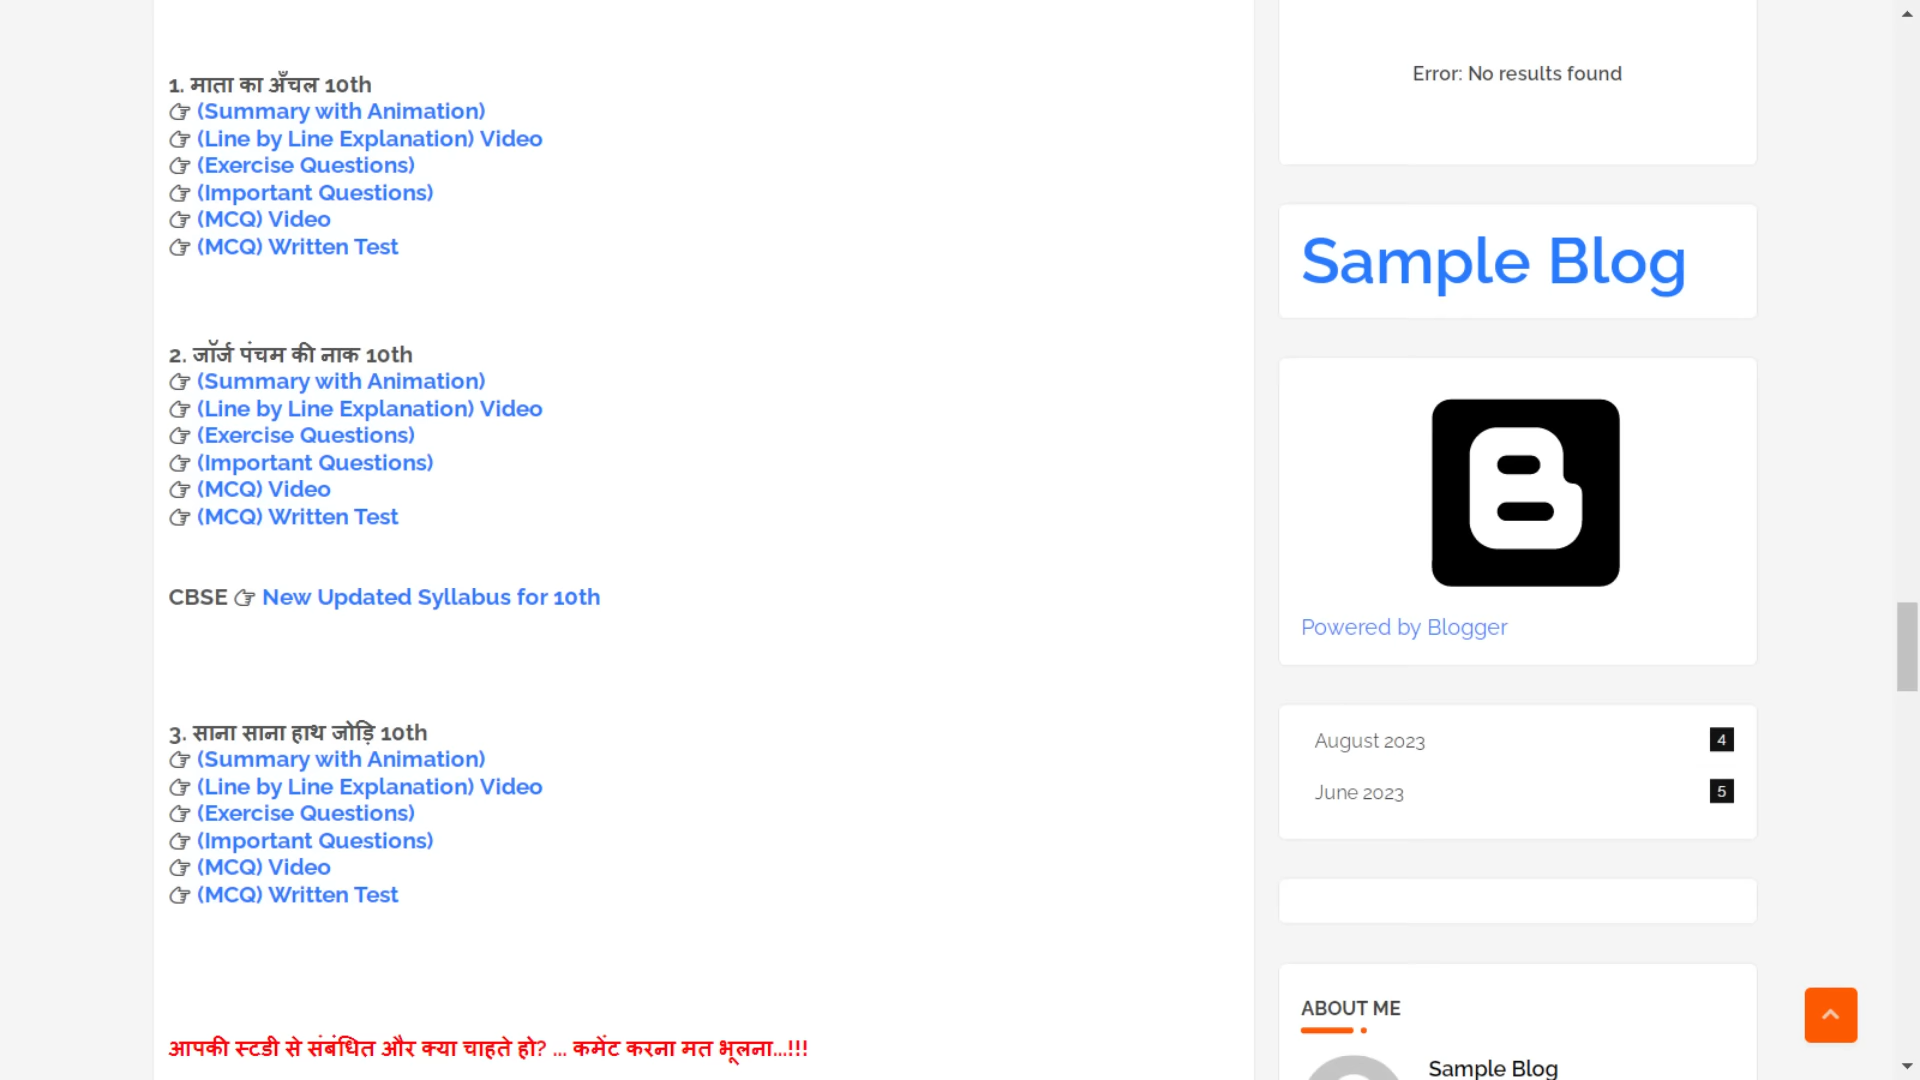 1. माता का अँचल 10th
👉 (Summary with Animation)
👉 (Line by Line Explanation) Video
👉 (Exercise Questions)
👉 (Important Questions)
👉 (MCQ) Video
👉 (MCQ) Written Test
2. जॉर्ज पंचम की नाक 10th
👉 (Summary with Animation)
👉 (Line by Line Explanation) Video
👉 (Exercise Questions)
👉 (Important Questions)
👉 (MCQ) Video
👉 (MCQ) Written Test
CBSE 👉 New Updated Syllabus for 10th
3. साना साना हाथ जोड़ि 10th
👉 (Summary with Animation)
👉 (Line by Line Explanation) Video
👉 (Exercise Questions)
👉 (Important Questions)
👉 (MCQ) Video
👉 (MCQ) Written Test
आपकी स्टडी से संबंधित और क्या चाहते हो? ... कमेंट करना मत भूलना...!!!
Error: No results found
Sample Blog
Powered by Blogger
August 2023 4
June 2023 5
ABOUT ME
Sample Blog